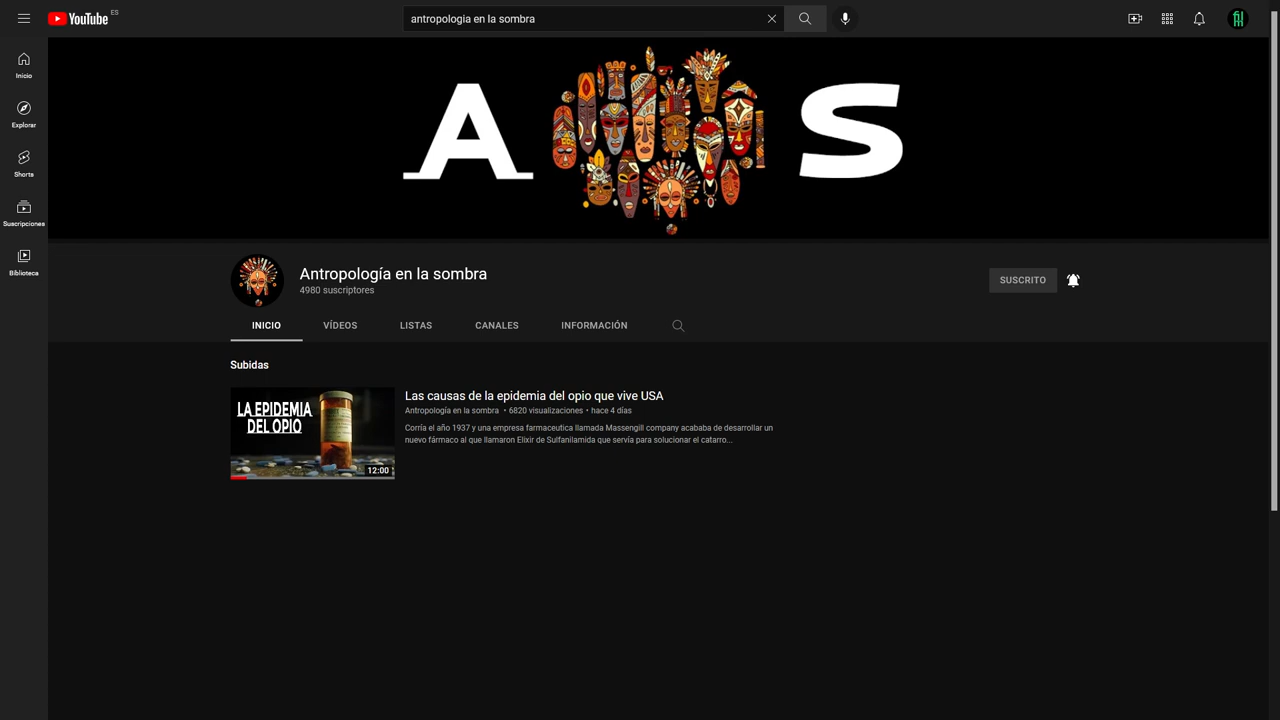 YouTube ES
antropologia en la sombra
Inicio
Explorar
Shorts
Suscripciones
Biblioteca
A S
Antropología en la sombra
4980 suscriptores
SUSCRITO
INICIO VÍDEOS LISTAS CANALES INFORMACIÓN
Subidas
LA EPIDEMIA
DEL OPIO
12:00
Las causas de la epidemia del opio que vive USA
Antropología en la sombra • 6820 visualizaciones • hace 4 días
Corría el año 1937 y una empresa farmaceutica llamada Massengill company acababa de desarrollar un
nuevo fármaco al que llamaron Elixir de Sulfanilamida que servía para solucionar el catarro...